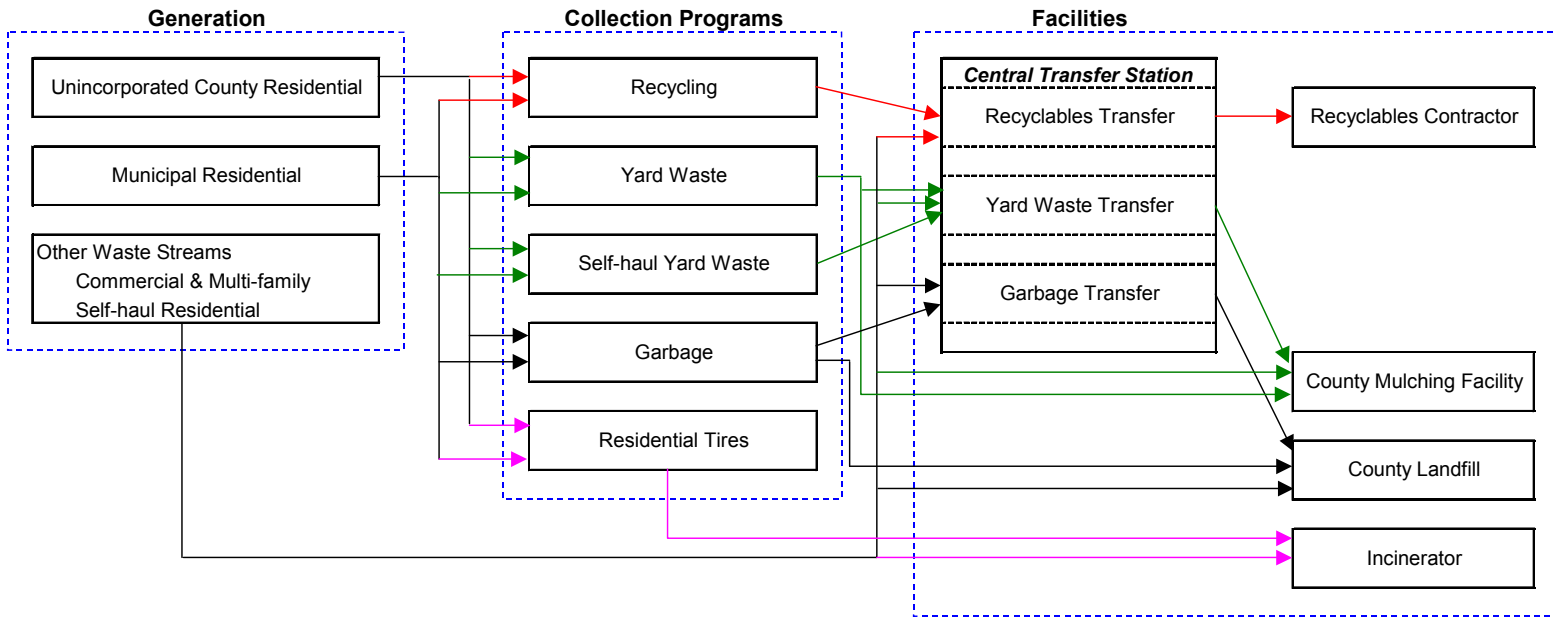 Generation
Unincorporated County Residential
Municipal Residential
Other Waste Streams
Commercial & Multi-family
Self-haul Residential
Collection Programs
Recycling
Yard Waste
Self-haul Yard Waste
Garbage
Residential Tires
Facilities
Central Transfer Station
Recyclables Transfer
Yard Waste Transfer
Garbage Transfer
Recyclables Contractor
County Mulching Facility
County Landfill
Incinerator